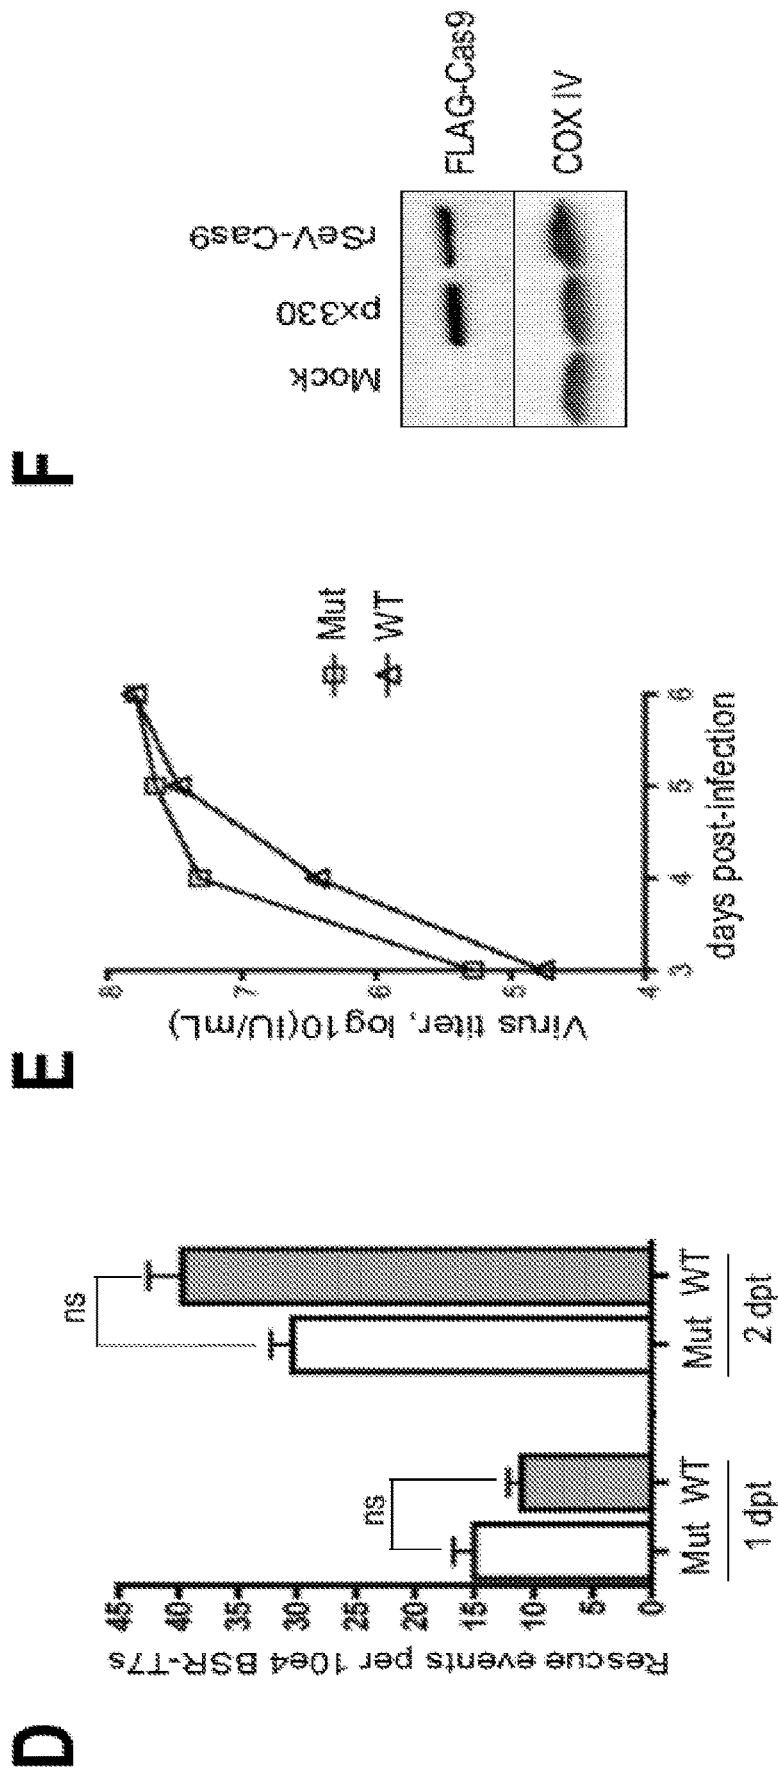 D
Rescue events per 10e4 BSR-T7s
45
40
35
30
25
20
15
10
5
0
ns
ns
Mut WT Mut WT
1 dpt 2 dpt
E
Virus titer, log10(IU/mL)
8
7
6
5
4
3 4 5 6
days post-infection
Mut
WT
F
Mock px330 rSeV-Cas9
FLAG-Cas9
COX IV